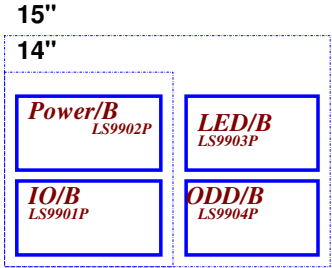 15"
14"
Power/B
LS9902P
LED/B
LS9903P
IO/B
LS9901P
ODD/B
LS9904P